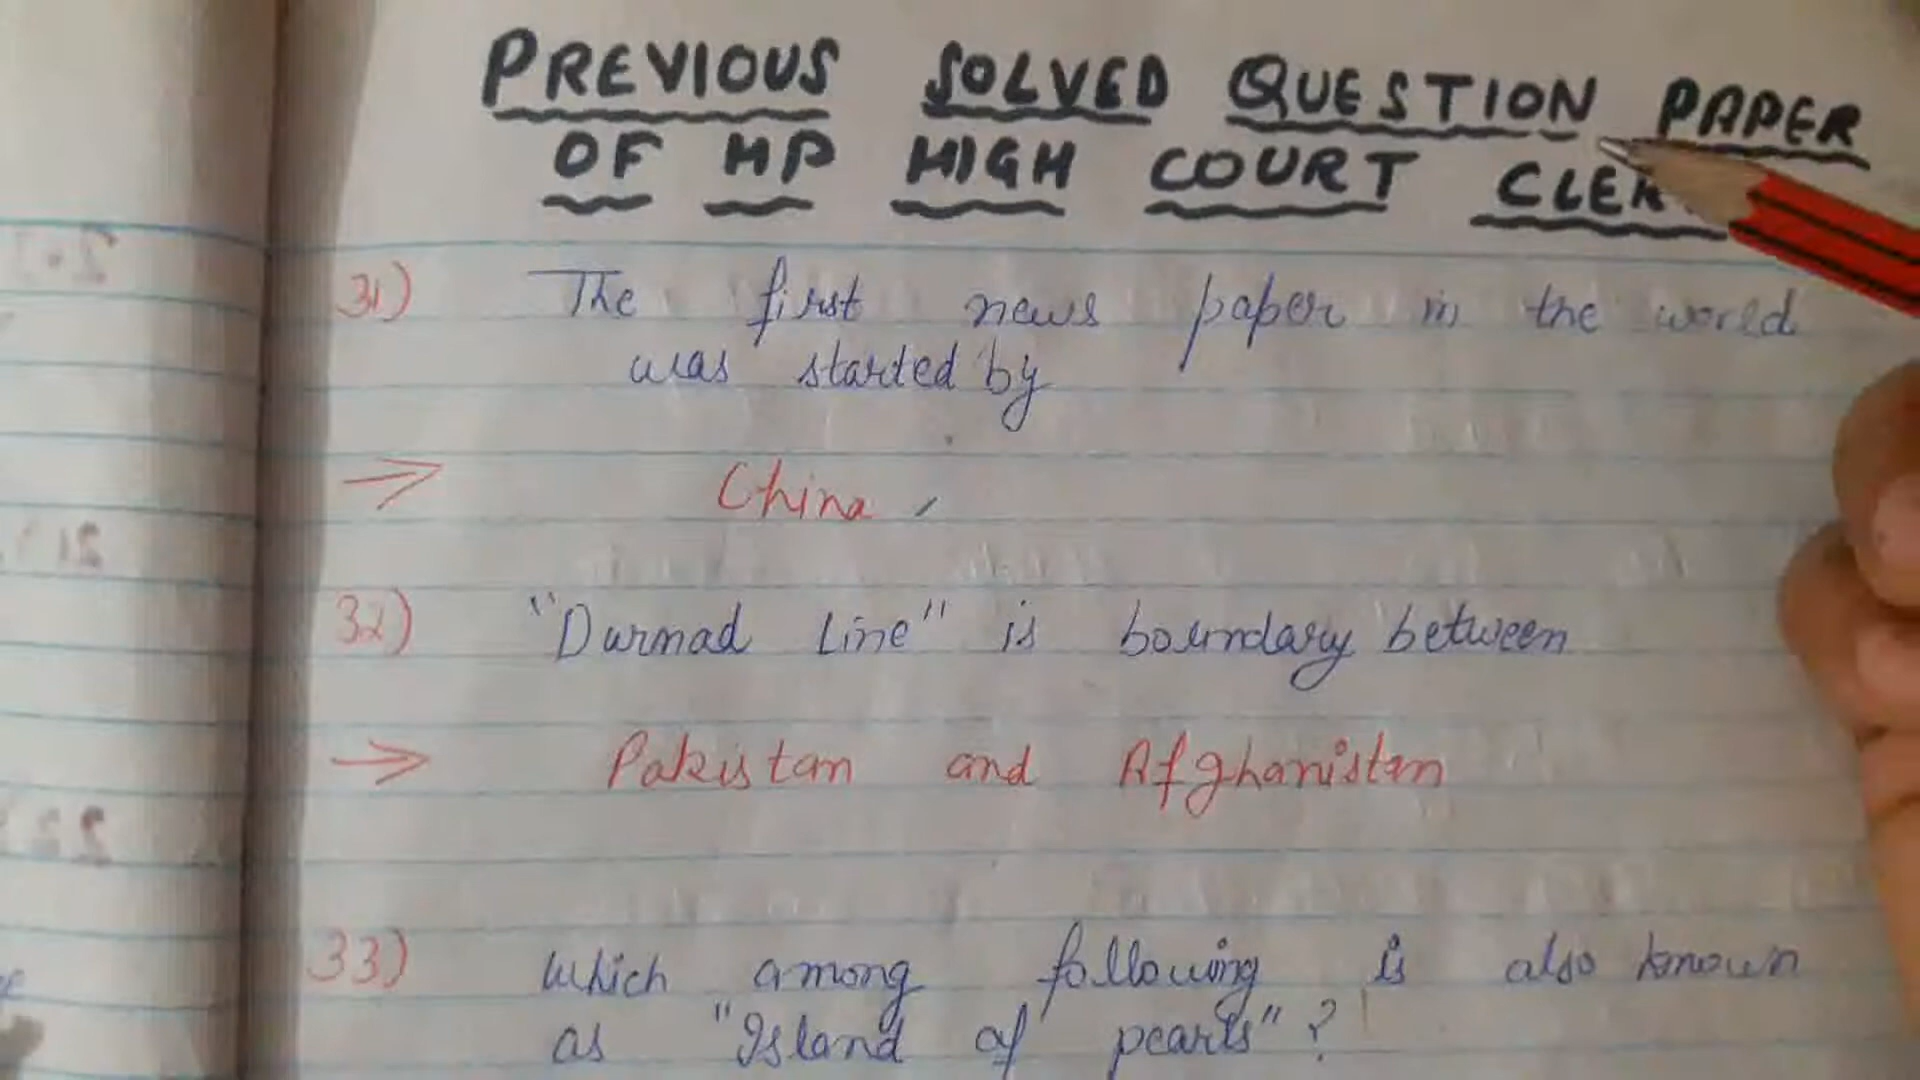 PREVIOUS SOLVED QUESTION PAPER
OF HP HIGH COURT CLER
31) The first news paper in the world
was started by
→ China
32) "Durnad Line" is boundary between
→ Pakistan and Afghanistan
33) Which among following is also known
as "Island of pearls"?